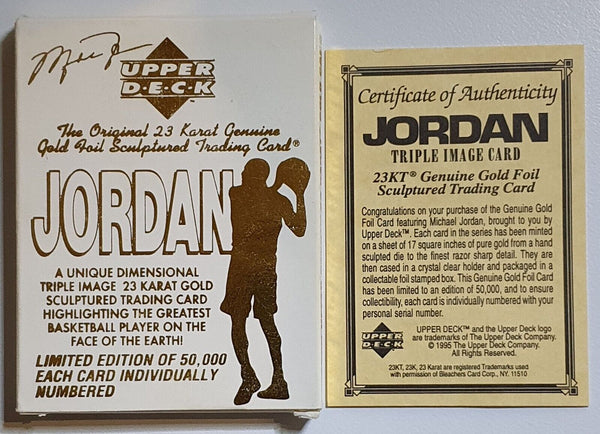 UPPER
D·E·C·K
The Original 23 Karat Genuine
Gold Foil Sculptured Trading Card®
JORDAN
A UNIQUE DIMENSIONAL
TRIPLE IMAGE 23 KARAT GOLD
SCULPTURED TRADING CARD
HIGHLIGHTING THE GREATEST
BASKETBALL PLAYER ON THE
FACE OF THE EARTH!
LIMITED EDITION OF 50,000
EACH CARD INDIVIDUALLY
NUMBERED
Certificate of Authenticity
JORDAN
TRIPLE IMAGE CARD
23KT® Genuine Gold Foil
Sculptured Trading Card
Congratulations on your purchase of the Genuine Gold
Foil Card featuring Michael Jordan, brought to you by
Upper Deck™. Each card in the series has been minted
on a sheet of 17 square inches of pure gold from a hand
sculpted die to the finest razor sharp detail. They are
then cased in a crystal clear holder and packaged in a
collectable foil stamped box. This Genuine Gold Foil Card
has been limited to an edition of 50,000, and to ensure
collectibility, each card is individually numbered with your
personal serial number.
UPPER
DECK
UPPER DECK™ and the Upper Deck logo
are trademarks of The Upper Deck Company.
© 1995 The Upper Deck Company.
All Rights Reserved.
23KT, 23K, 23 Karat are registered Trademarks used
with permission of Bleachers Card Corp., NY. 11510